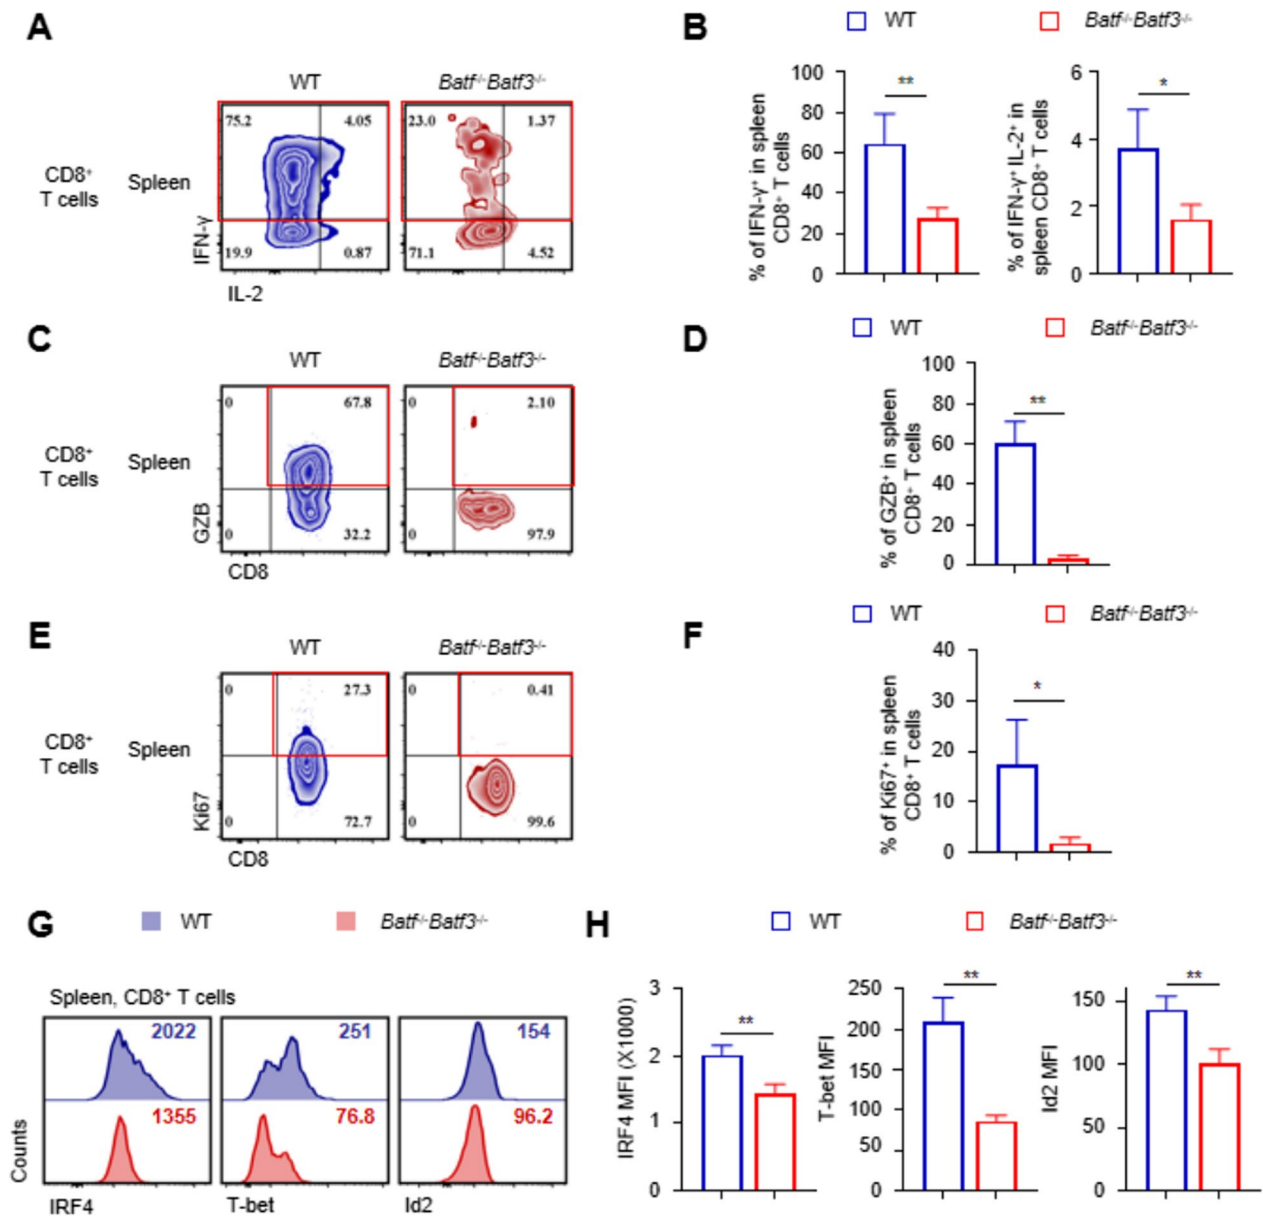 A
WT
Batf-/-Batf3-/-
CD8+
T cells
Spleen
IFN-γ
75.2
4.05
19.9
0.87
23.0
1.37
71.1
4.52
IL-2
B
WT
Batf-/-Batf3-/-
% of IFN-γ+ in spleen
CD8+ T cells
100
80
60
40
20
0
**
% of IFN-γ+ IL-2+ in
spleen CD8+ T cells
6
4
2
0
*
C
WT
Batf-/-Batf3-/-
CD8+
T cells
Spleen
GZB
0
67.8
0
32.2
0
2.10
0
97.9
CD8
D
WT
Batf-/-Batf3-/-
% of GZB+ in spleen
CD8+ T cells
100
80
60
40
20
0
**
E
WT
Batf-/-Batf3-/-
CD8+
T cells
Spleen
Ki67
0
27.3
0
72.7
0
0.41
0
99.6
CD8
F
WT
Batf-/-Batf3-/-
% of Ki67+ in spleen
CD8+ T cells
40
30
20
10
0
*
G
WT
Batf-/-Batf3-/-
Spleen, CD8+ T cells
Counts
2022
251
154
1355
76.8
96.2
IRF4
T-bet
Id2
H
WT
Batf-/-Batf3-/-
IRF4 MFI (X1000)
3
2
1
0
**
T-bet MFI
250
200
150
100
50
0
**
Id2 MFI
150
100
50
0
**